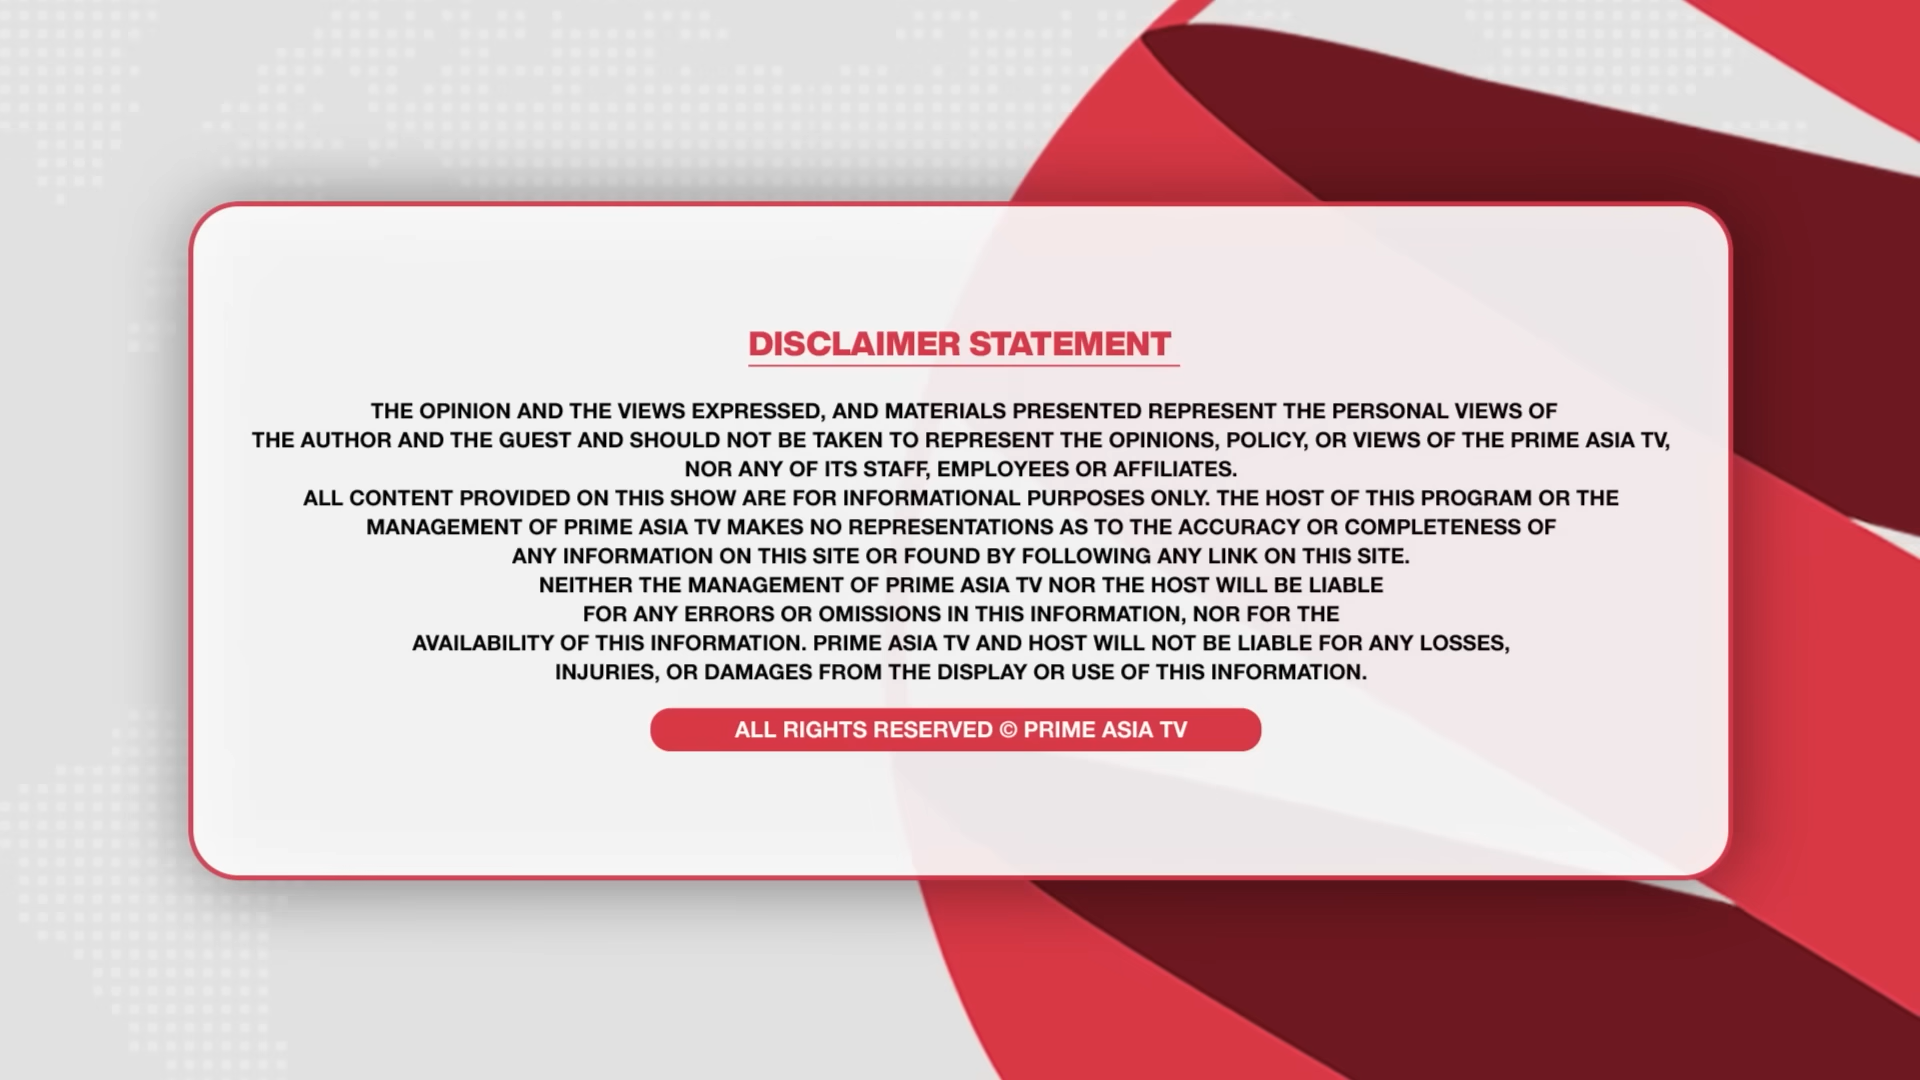 DISCLAIMER STATEMENT
THE OPINION AND THE VIEWS EXPRESSED, AND MATERIALS PRESENTED REPRESENT THE PERSONAL VIEWS OF
THE AUTHOR AND THE GUEST AND SHOULD NOT BE TAKEN TO REPRESENT THE OPINIONS, POLICY, OR VIEWS OF THE PRIME ASIA TV,
NOR ANY OF ITS STAFF, EMPLOYEES OR AFFILIATES.
ALL CONTENT PROVIDED ON THIS SHOW ARE FOR INFORMATIONAL PURPOSES ONLY. THE HOST OF THIS PROGRAM OR THE
MANAGEMENT OF PRIME ASIA TV MAKES NO REPRESENTATIONS AS TO THE ACCURACY OR COMPLETENESS OF
ANY INFORMATION ON THIS SITE OR FOUND BY FOLLOWING ANY LINK ON THIS SITE.
NEITHER THE MANAGEMENT OF PRIME ASIA TV NOR THE HOST WILL BE LIABLE
FOR ANY ERRORS OR OMISSIONS IN THIS INFORMATION, NOR FOR THE
AVAILABILITY OF THIS INFORMATION. PRIME ASIA TV AND HOST WILL NOT BE LIABLE FOR ANY LOSSES,
INJURIES, OR DAMAGES FROM THE DISPLAY OR USE OF THIS INFORMATION.
ALL RIGHTS RESERVED © PRIME ASIA TV